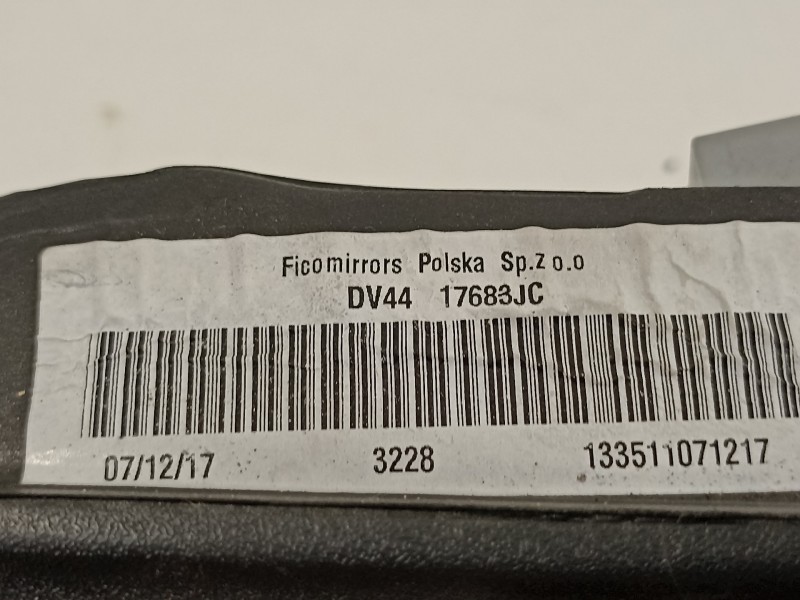 Ficomirrors Polska Sp.z o.o
DV44 17683JC
07/12/17 3228 133511071217